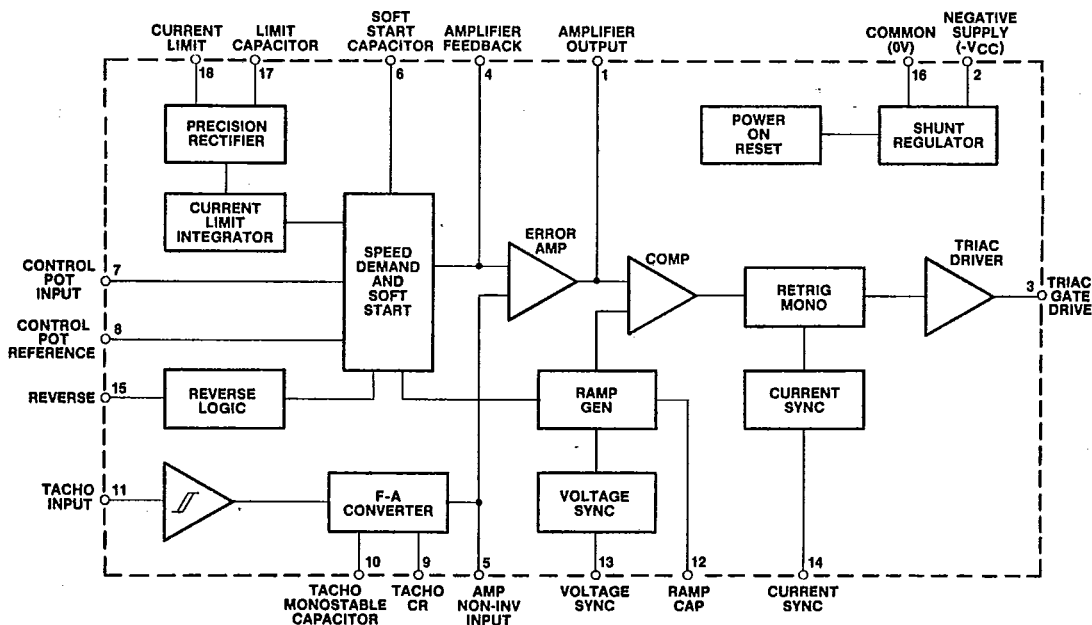 CURRENT
LIMIT
18
LIMIT
CAPACITOR
17
SOFT
START
CAPACITOR
6
AMPLIFIER
FEEDBACK
4
AMPLIFIER
OUTPUT
1
COMMON
(0V)
16
NEGATIVE
SUPPLY
(-VCC)
2
PRECISION
RECTIFIER
POWER
ON
RESET
SHUNT
REGULATOR
CURRENT
LIMIT
INTEGRATOR
SPEED
DEMAND
AND
SOFT
START
ERROR
AMP
COMP
RETRIG
MONO
TRIAC
DRIVER
3
TRIAC
GATE
DRIVE
CONTROL
POT
INPUT
7
CONTROL
POT
REFERENCE
8
REVERSE
15
REVERSE
LOGIC
RAMP
GEN
CURRENT
SYNC
TACHO
INPUT
11
F-A
CONVERTER
VOLTAGE
SYNC
10
TACHO
MONOSTABLE
CAPACITOR
9
TACHO
CR
5
AMP
NON-INV
INPUT
13
VOLTAGE
SYNC
12
RAMP
CAP
14
CURRENT
SYNC